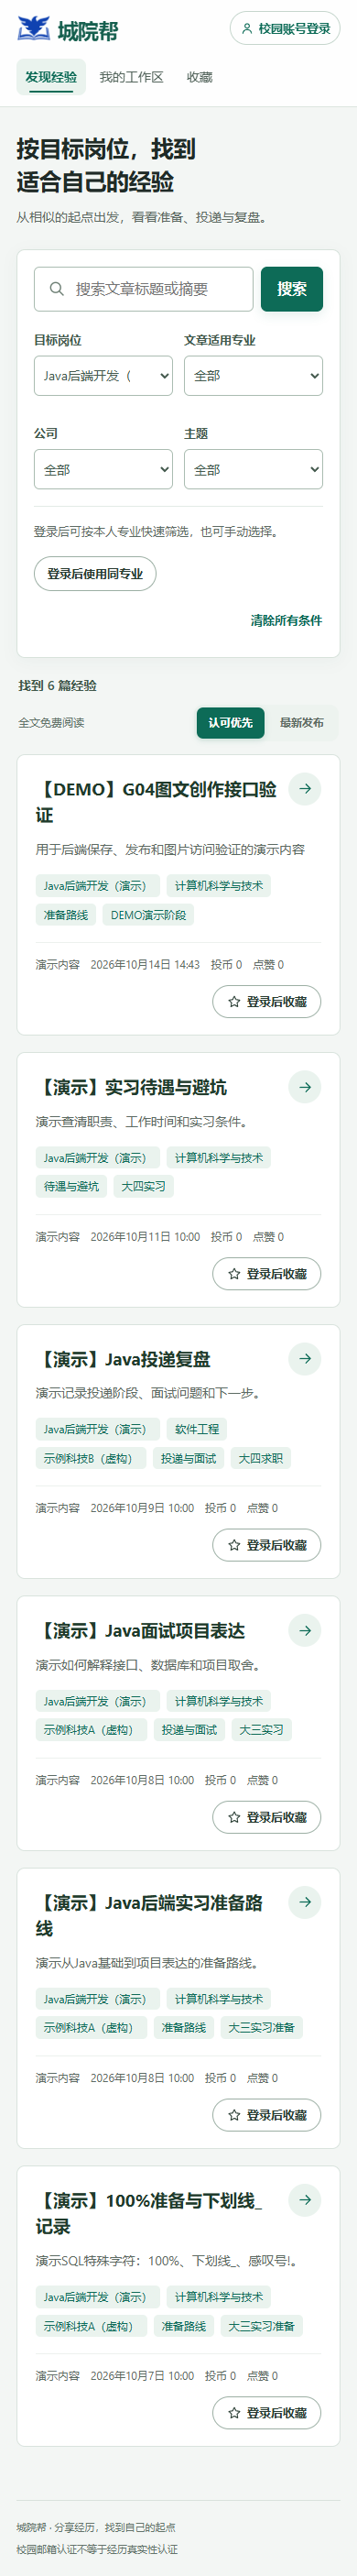 城院帮
校园账号登录
发现经验 我的工作区 收藏
按目标岗位，找到
适合自己的经验
从相似的起点出发，看看准备、投递与复盘。
搜索文章标题或摘要 搜索
目标岗位 文章适用专业
Java后端开发（ 全部
公司 主题
全部 全部
登录后可按本人专业快速筛选，也可手动选择。
登录后使用同专业
清除所有条件
找到 6 篇经验
全文免费阅读 认可优先 最新发布
【DEMO】G04图文创作接口验
证
用于后端保存、发布和图片访问验证的演示内容
Java后端开发（演示） 计算机科学与技术
准备路线 DEMO演示阶段
演示内容 2026年10月14日 14:43 投币 0 点赞 0
登录后收藏
【演示】实习待遇与避坑
演示查清职责、工作时间和实习条件。
Java后端开发（演示） 计算机科学与技术
待遇与避坑 大四实习
演示内容 2026年10月11日 10:00 投币 0 点赞 0
登录后收藏
【演示】Java投递复盘
演示记录投递阶段、面试问题和下一步。
Java后端开发（演示） 软件工程
示例科技B（虚构） 投递与面试 大四求职
演示内容 2026年10月9日 10:00 投币 0 点赞 0
登录后收藏
【演示】Java面试项目表达
演示如何解释接口、数据库和项目取舍。
Java后端开发（演示） 计算机科学与技术
示例科技A（虚构） 投递与面试 大三实习
演示内容 2026年10月8日 10:00 投币 0 点赞 0
登录后收藏
【演示】Java后端实习准备路
线
演示从Java基础到项目表达的准备路线。
Java后端开发（演示） 计算机科学与技术
示例科技A（虚构） 准备路线 大三实习准备
演示内容 2026年10月8日 10:00 投币 0 点赞 0
登录后收藏
【演示】100%准备与下划线_
记录
演示SQL特殊字符：100%、下划线_、感叹号!。
Java后端开发（演示） 计算机科学与技术
示例科技A（虚构） 准备路线 大三实习准备
演示内容 2026年10月7日 10:00 投币 0 点赞 0
登录后收藏
城院帮 · 分享经历，找到自己的起点
校园邮箱认证不等于经历真实性认证